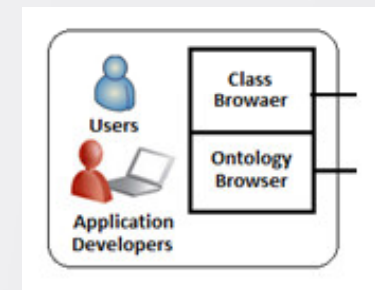 Users
Application
Developers
Class
Browaer
Ontology
Browser